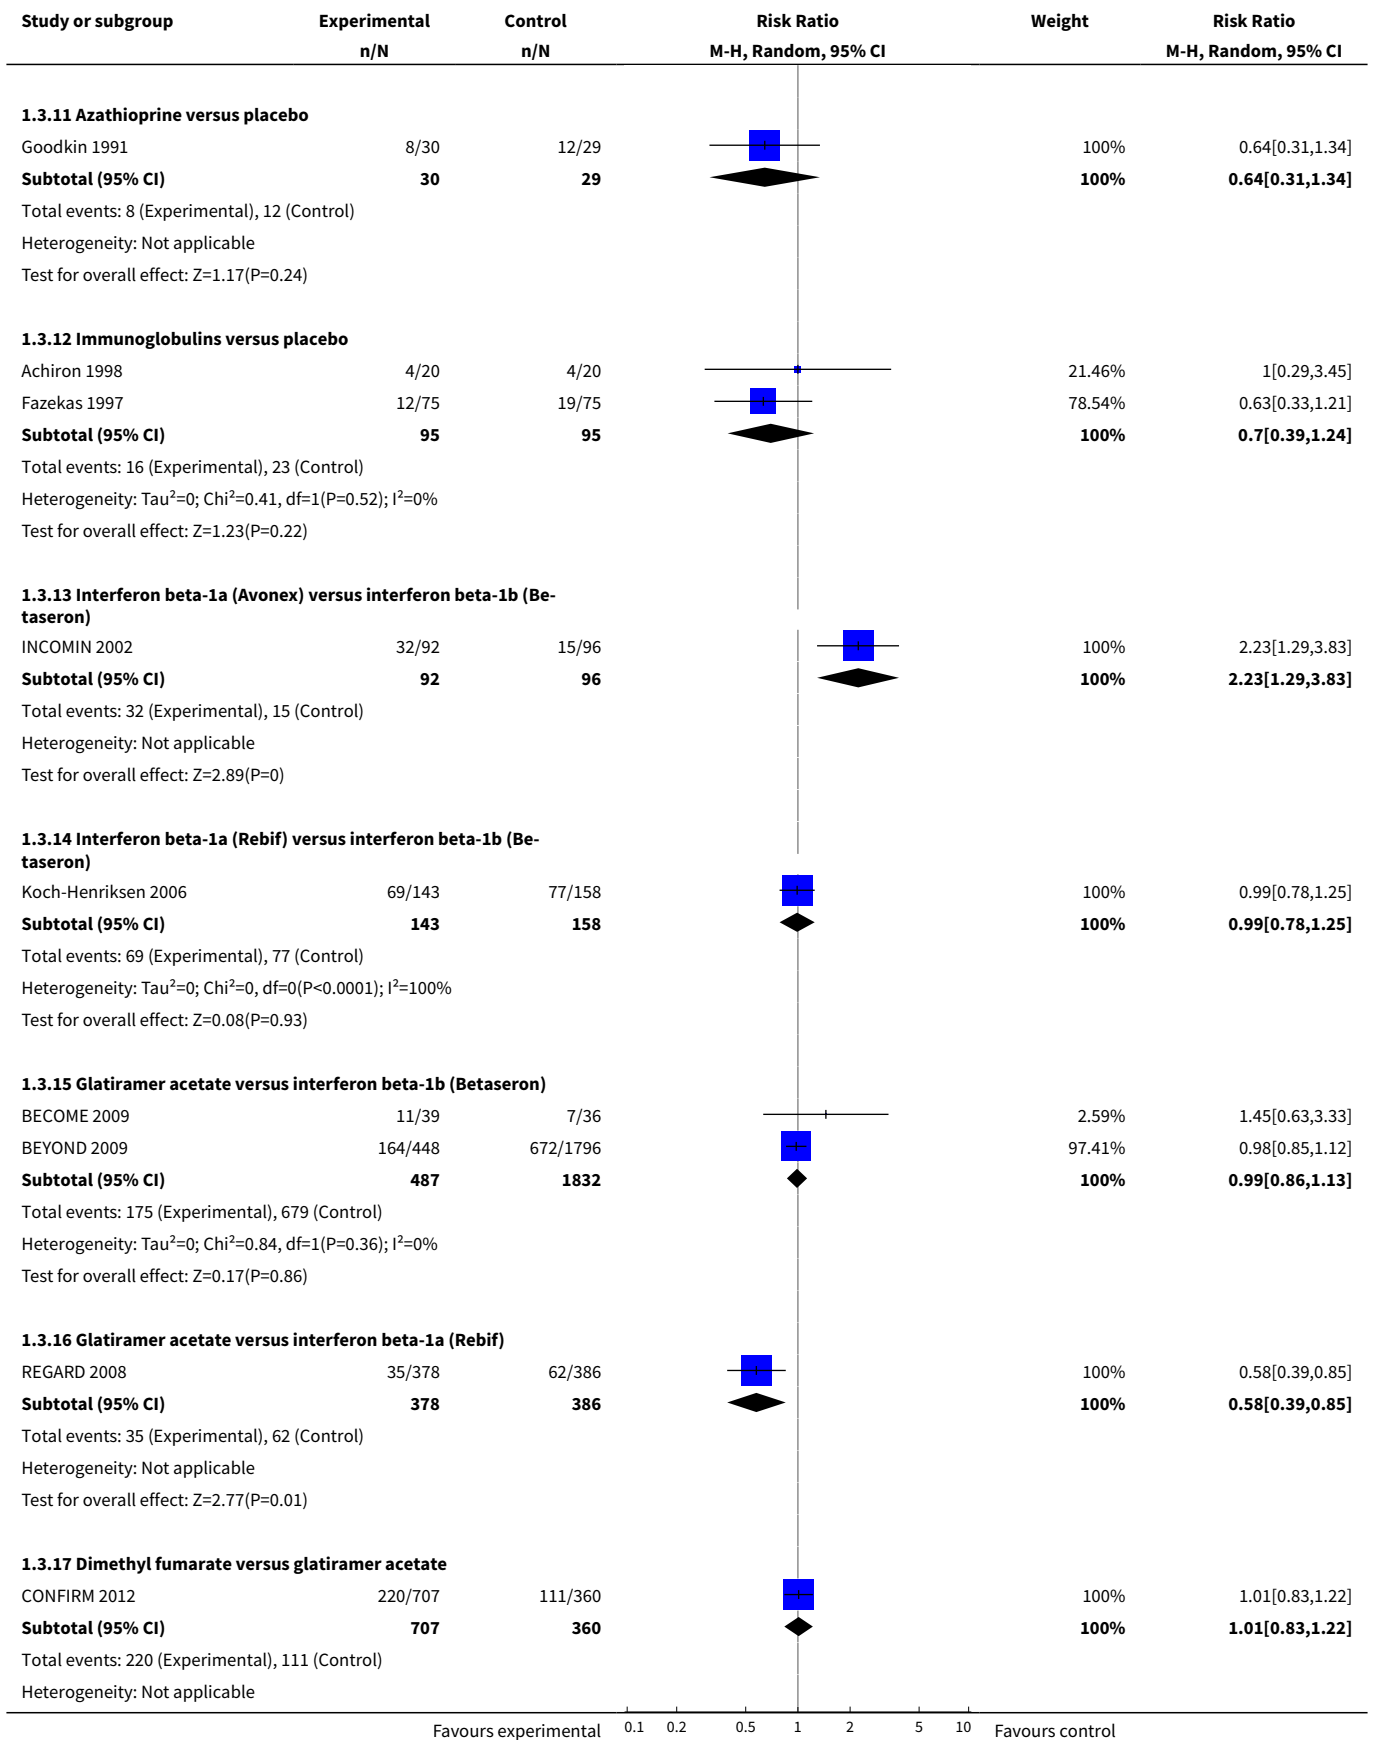 Study or subgroup Experimental Control Risk Ratio Weight Risk Ratio
n/N n/N M-H, Random, 95% CI M-H, Random, 95% CI
1.3.11 Azathioprine versus placebo
Goodkin 1991 8/30 12/29 100% 0.64[0.31,1.34]
Subtotal (95% CI) 30 29 100% 0.64[0.31,1.34]
Total events: 8 (Experimental), 12 (Control)
Heterogeneity: Not applicable
Test for overall effect: Z=1.17(P=0.24)
1.3.12 Immunoglobulins versus placebo
Achiron 1998 4/20 4/20 21.46% 1[0.29,3.45]
Fazekas 1997 12/75 19/75 78.54% 0.63[0.33,1.21]
Subtotal (95% CI) 95 95 100% 0.7[0.39,1.24]
Total events: 16 (Experimental), 23 (Control)
Heterogeneity: Tau²=0; Chi²=0.41, df=1(P=0.52); I²=0%
Test for overall effect: Z=1.23(P=0.22)
1.3.13 Interferon beta-1a (Avonex) versus interferon beta-1b (Be-
taseron)
INCOMIN 2002 32/92 15/96 100% 2.23[1.29,3.83]
Subtotal (95% CI) 92 96 100% 2.23[1.29,3.83]
Total events: 32 (Experimental), 15 (Control)
Heterogeneity: Not applicable
Test for overall effect: Z=2.89(P=0)
1.3.14 Interferon beta-1a (Rebif) versus interferon beta-1b (Be-
taseron)
Koch-Henriksen 2006 69/143 77/158 100% 0.99[0.78,1.25]
Subtotal (95% CI) 143 158 100% 0.99[0.78,1.25]
Total events: 69 (Experimental), 77 (Control)
Heterogeneity: Tau²=0; Chi²=0, df=0(P<0.0001); I²=100%
Test for overall effect: Z=0.08(P=0.93)
1.3.15 Glatiramer acetate versus interferon beta-1b (Betaseron)
BECOME 2009 11/39 7/36 2.59% 1.45[0.63,3.33]
BEYOND 2009 164/448 672/1796 97.41% 0.98[0.85,1.12]
Subtotal (95% CI) 487 1832 100% 0.99[0.86,1.13]
Total events: 175 (Experimental), 679 (Control)
Heterogeneity: Tau²=0; Chi²=0.84, df=1(P=0.36); I²=0%
Test for overall effect: Z=0.17(P=0.86)
1.3.16 Glatiramer acetate versus interferon beta-1a (Rebif)
REGARD 2008 35/378 62/386 100% 0.58[0.39,0.85]
Subtotal (95% CI) 378 386 100% 0.58[0.39,0.85]
Total events: 35 (Experimental), 62 (Control)
Heterogeneity: Not applicable
Test for overall effect: Z=2.77(P=0.01)
1.3.17 Dimethyl fumarate versus glatiramer acetate
CONFIRM 2012 220/707 111/360 100% 1.01[0.83,1.22]
Subtotal (95% CI) 707 360 100% 1.01[0.83,1.22]
Total events: 220 (Experimental), 111 (Control)
Heterogeneity: Not applicable
Favours experimental 0.1 0.2 0.5 1 2 5 10 Favours control